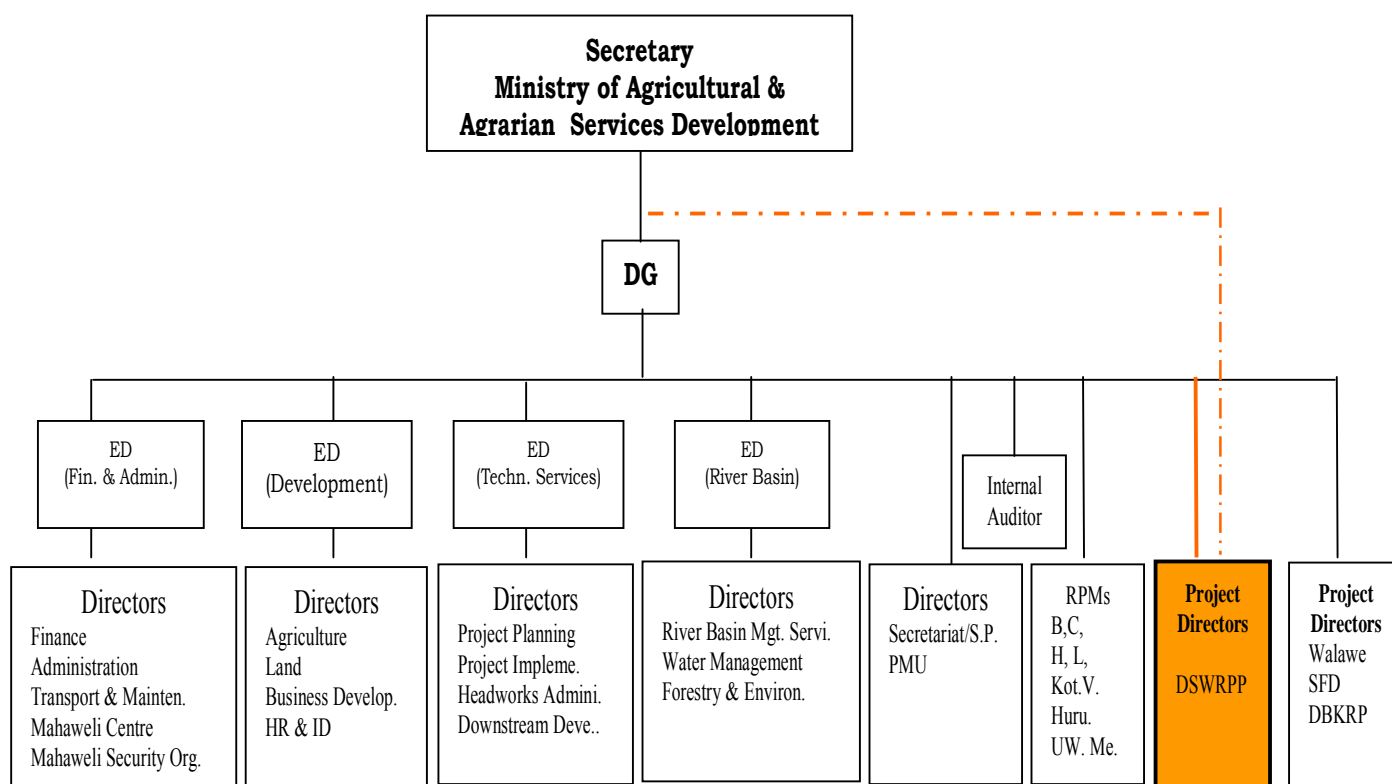 Secretary
Ministry of Agricultural &
Agrarian Services Development
DG
ED
(Fin. & Admin.)
ED
(Development)
ED
(Techn. Services)
ED
(River Basin)
Internal
Auditor
Directors
Finance
Administration
Transport & Mainten.
Mahaweli Centre
Mahaweli Security Org.
Directors
Agriculture
Land
Business Develop.
HR & ID
Directors
Project Planning
Project Impleme.
Headworks Admini.
Downstream Deve..
Directors
River Basin Mgt. Servi.
Water Management
Forestry & Environ.
Directors
Secretariat/S.P.
PMU
RPMs
B,C,
H, L,
Kot.V.
Huru.
UW. Me.
Project
Directors
DSWRPP
Project
Directors
Walawe
SFD
DBKRP